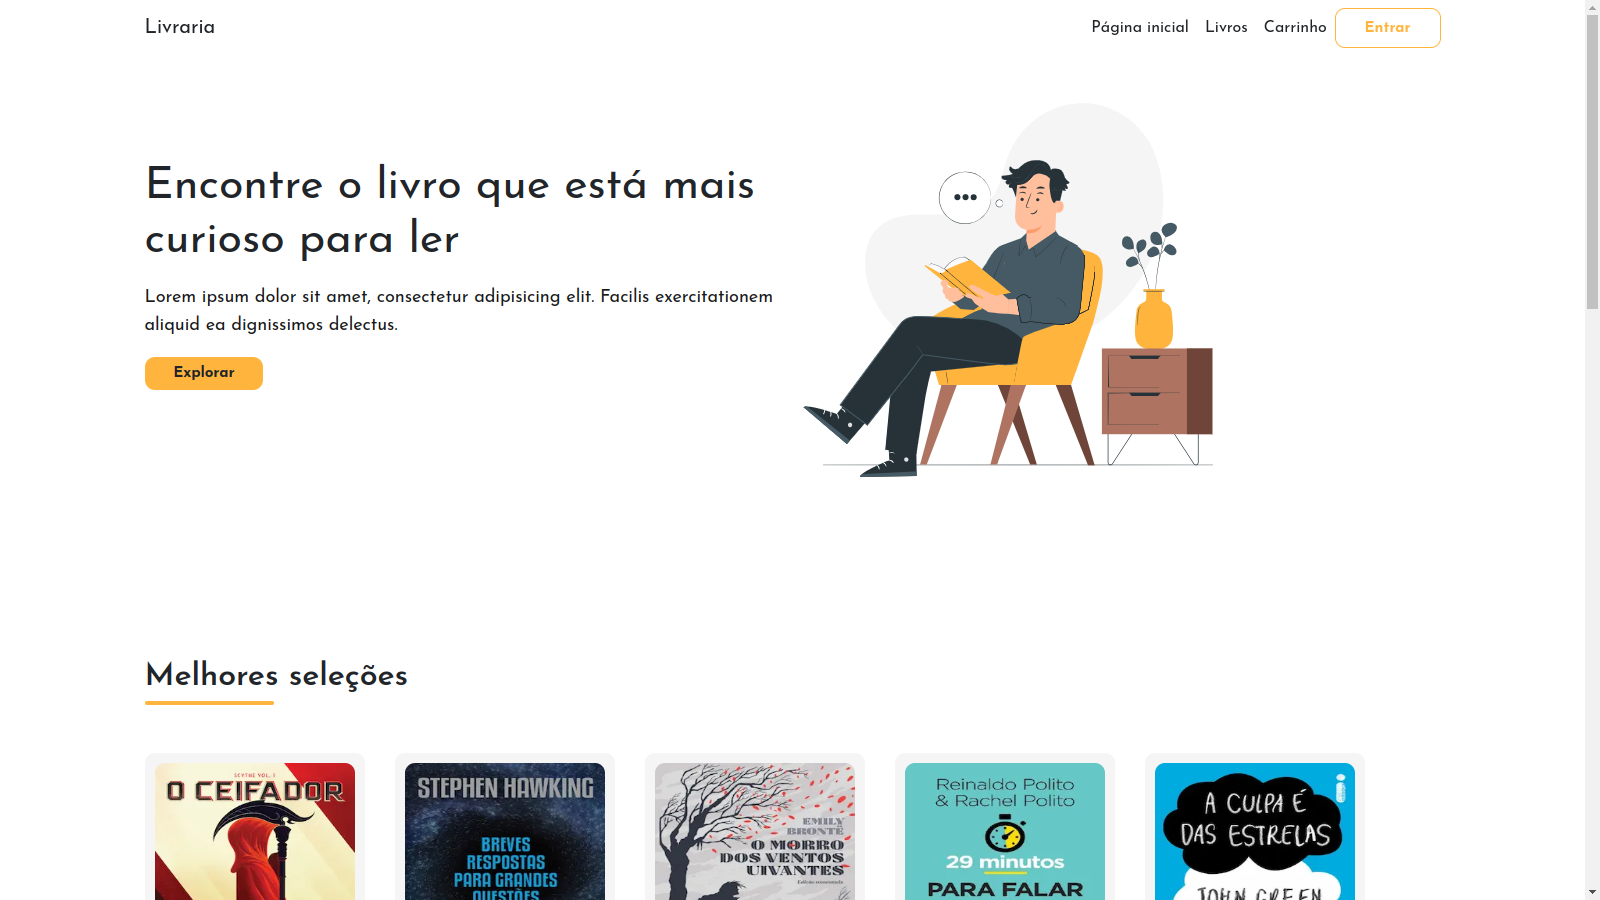 Livraria
Página inicial Livros Carrinho Entrar
Encontre o livro que está mais
curioso para ler
Lorem ipsum dolor sit amet, consectetur adipisicing elit. Facilis exercitationem
aliquid ea dignissimos delectus.
Explorar
Melhores seleções
SCYTHE VOL. 1
O CEIFADOR
STEPHEN HAWKING
BREVES
RESPOSTAS
PARA GRANDES
QUESTÕES
EMILY
BRONTË
O MORRO
DOS VENTOS
UIVANTES
Reinaldo Polito
& Rachel Polito
29 minutos
PARA FALAR
A CULPA É
DAS ESTRELAS
JOHN GREEN